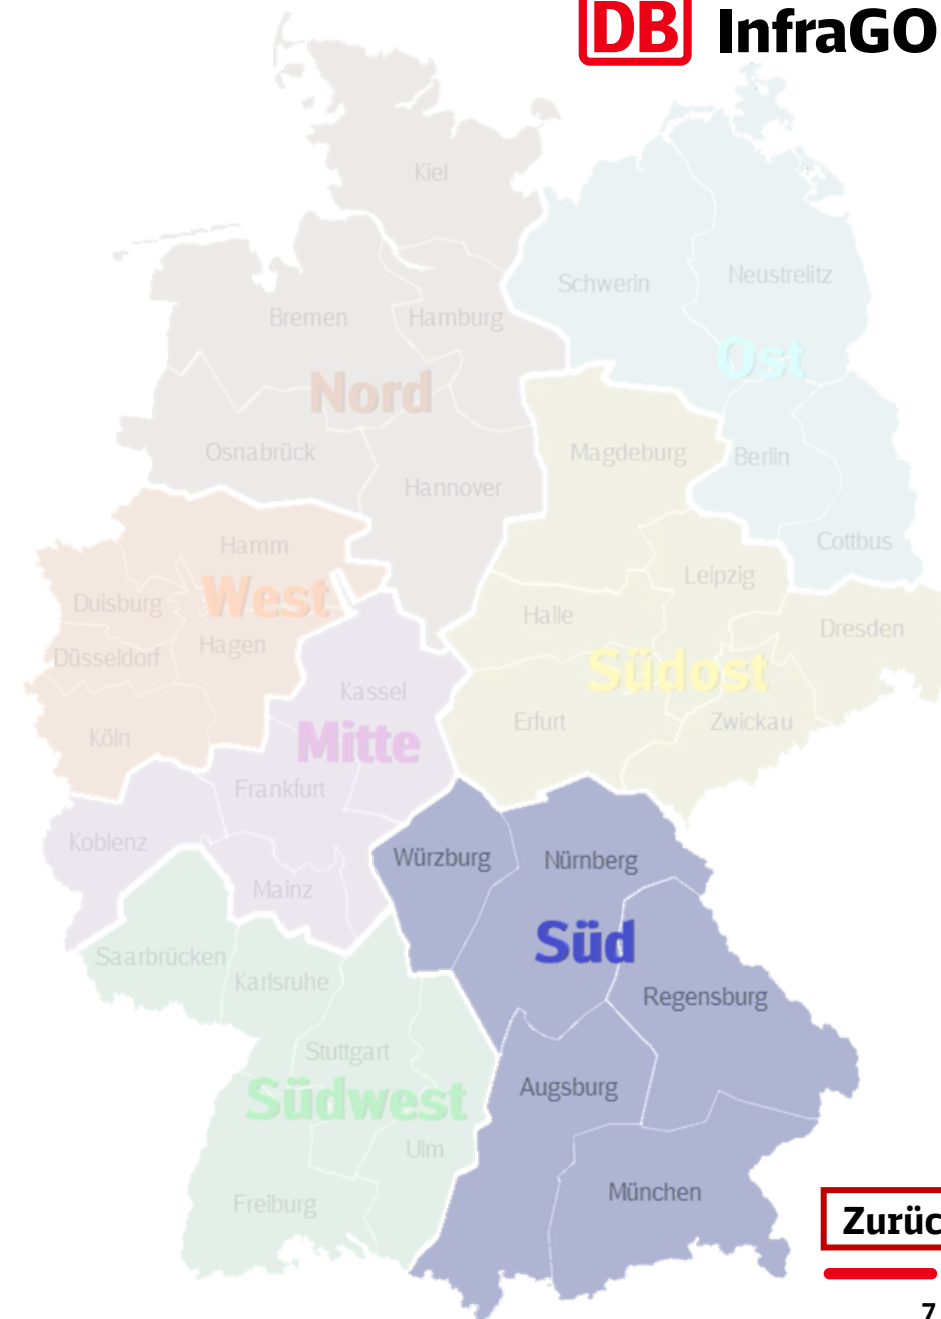 DB InfraGO
Kiel
Schwerin
Neustrelitz
Bremen
Hamburg
Ost
Nord
Osnabrück
Magdeburg
Berlin
Hannover
Hamm
Cottbus
Leipzig
Duisburg
West
Halle
Dresden
Hagen
Düsseldorf
Südost
Kassel
Erfurt
Zwickau
Köln
Mitte
Frankfurt
Koblenz
Würzburg
Nürnberg
Mainz
Süd
Saarbrücken
Karlsruhe
Regensburg
Stuttgart
Augsburg
Südwest
Ulm
München
Freiburg
Zurüc
7